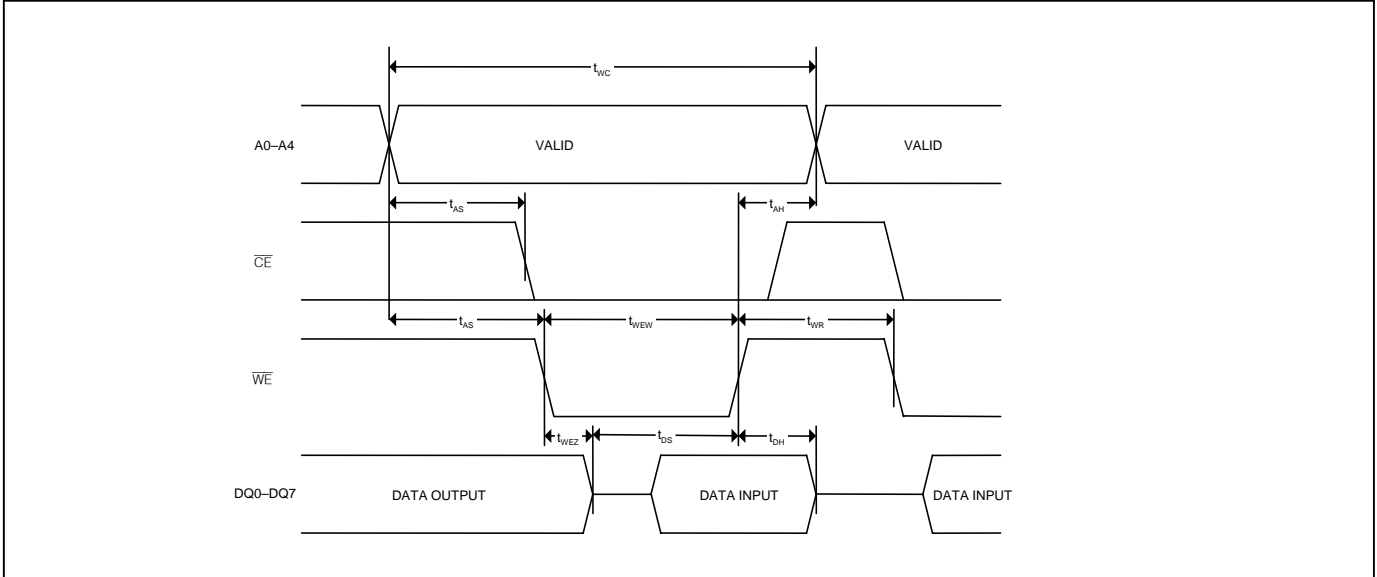 tWC
A0–A4
VALID
VALID
tAS
tAH
CE
tAS
tWEW
tWR
WE
tWEZ
tDS
tDH
DQ0–DQ7
DATA OUTPUT
DATA INPUT
DATA INPUT